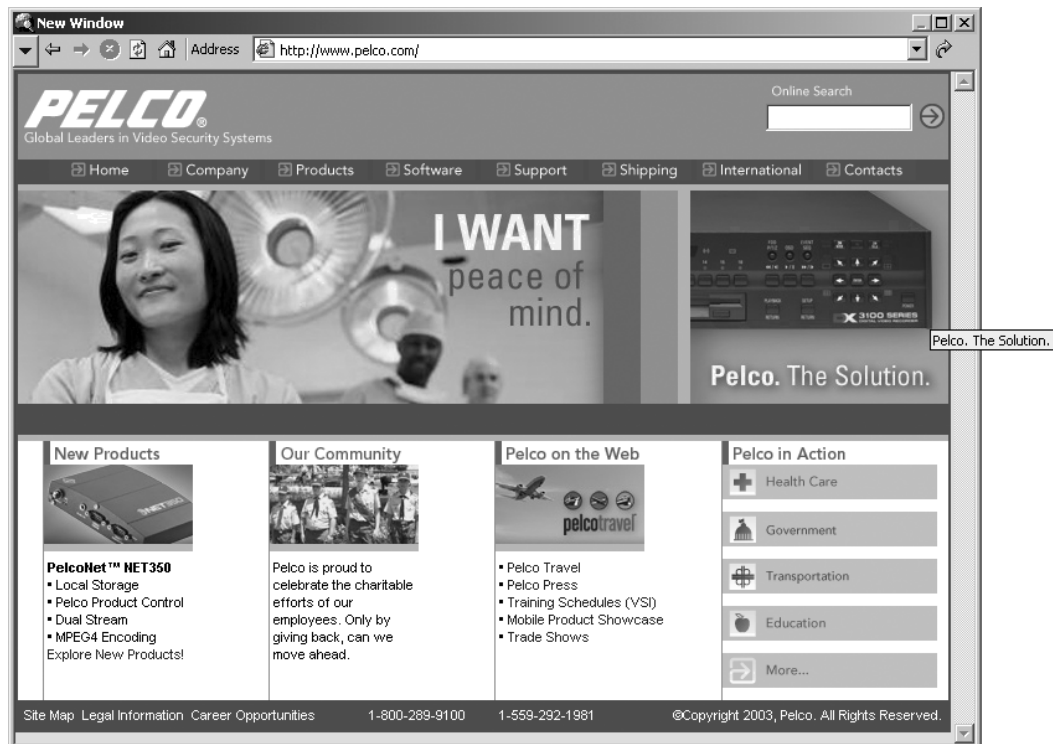 New Window
Address http://www.pelco.com/
PELCO®
Global Leaders in Video Security Systems
Online Search
Home Company Products Software Support Shipping International Contacts
I WANT
peace of
mind.
DX 3100 SERIES
DIGITAL VIDEO RECORDER
Pelco. The Solution.
Pelco. The Solution.
New Products
NET350
PelcoNet™ NET350
▪ Local Storage
▪ Pelco Product Control
▪ Dual Stream
▪ MPEG4 Encoding
Explore New Products!
Our Community
Pelco is proud to
celebrate the charitable
efforts of our
employees. Only by
giving back, can we
move ahead.
Pelco on the Web
pelcotravel
▪ Pelco Travel
▪ Pelco Press
▪ Training Schedules (VSI)
▪ Mobile Product Showcase
▪ Trade Shows
Pelco in Action
Health Care
Government
Transportation
Education
More...
Site Map Legal Information Career Opportunities 1-800-289-9100 1-559-292-1981 ©Copyright 2003, Pelco. All Rights Reserved.